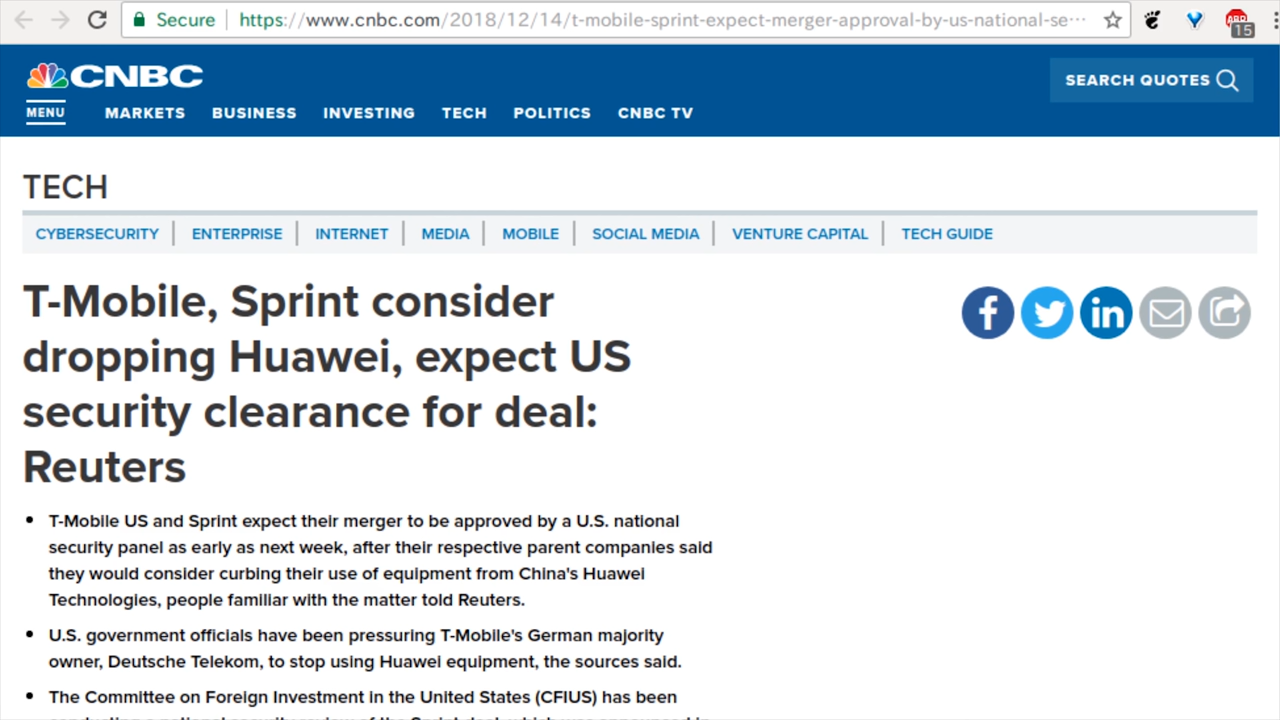 Secure https://www.cnbc.com/2018/12/14/t-mobile-sprint-expect-merger-approval-by-us-national-se···
ABP
15
CNBC
SEARCH QUOTES
MENU MARKETS BUSINESS INVESTING TECH POLITICS CNBC TV
TECH
CYBERSECURITY ENTERPRISE INTERNET MEDIA MOBILE SOCIAL MEDIA VENTURE CAPITAL TECH GUIDE
T-Mobile, Sprint consider
dropping Huawei, expect US
security clearance for deal:
Reuters
T-Mobile US and Sprint expect their merger to be approved by a U.S. national
security panel as early as next week, after their respective parent companies said
they would consider curbing their use of equipment from China's Huawei
Technologies, people familiar with the matter told Reuters.
U.S. government officials have been pressuring T-Mobile's German majority
owner, Deutsche Telekom, to stop using Huawei equipment, the sources said.
The Committee on Foreign Investment in the United States (CFIUS) has been